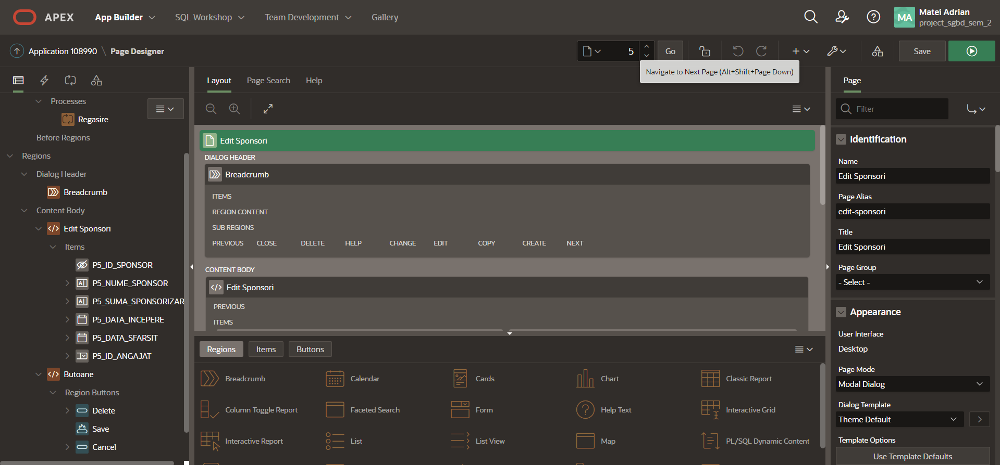 APEX
App Builder
SQL Workshop
Team Development
Gallery
MA
Matei Adrian
project_sgbd_sem_2
Application 108990 \ Page Designer
5
Go
Save
Navigate to Next Page (Alt+Shift+Page Down)
Processes
Regasire
Before Regions
Regions
Dialog Header
Breadcrumb
Content Body
Edit Sponsori
Items
P5_ID_SPONSOR
P5_NUME_SPONSOR
P5_SUMA_SPONSORIZAR
P5_DATA_INCEPERE
P5_DATA_SFARSIT
P5_ID_ANGAJAT
Butoane
Region Buttons
Delete
Save
Cancel
Layout
Page Search
Help
Edit Sponsori
DIALOG HEADER
Breadcrumb
ITEMS
REGION CONTENT
SUB REGIONS
PREVIOUS CLOSE DELETE HELP CHANGE EDIT COPY CREATE NEXT
CONTENT BODY
Edit Sponsori
PREVIOUS
ITEMS
Regions
Items
Buttons
Breadcrumb
Calendar
Cards
Chart
Classic Report
Column Toggle Report
Faceted Search
Form
Help Text
Interactive Grid
Interactive Report
List
List View
Map
PL/SQL Dynamic Content
Page
Filter
Identification
Name
Edit Sponsori
Page Alias
edit-sponsori
Title
Edit Sponsori
Page Group
- Select -
Appearance
User Interface
Desktop
Page Mode
Modal Dialog
Dialog Template
Theme Default
Template Options
Use Template Defaults